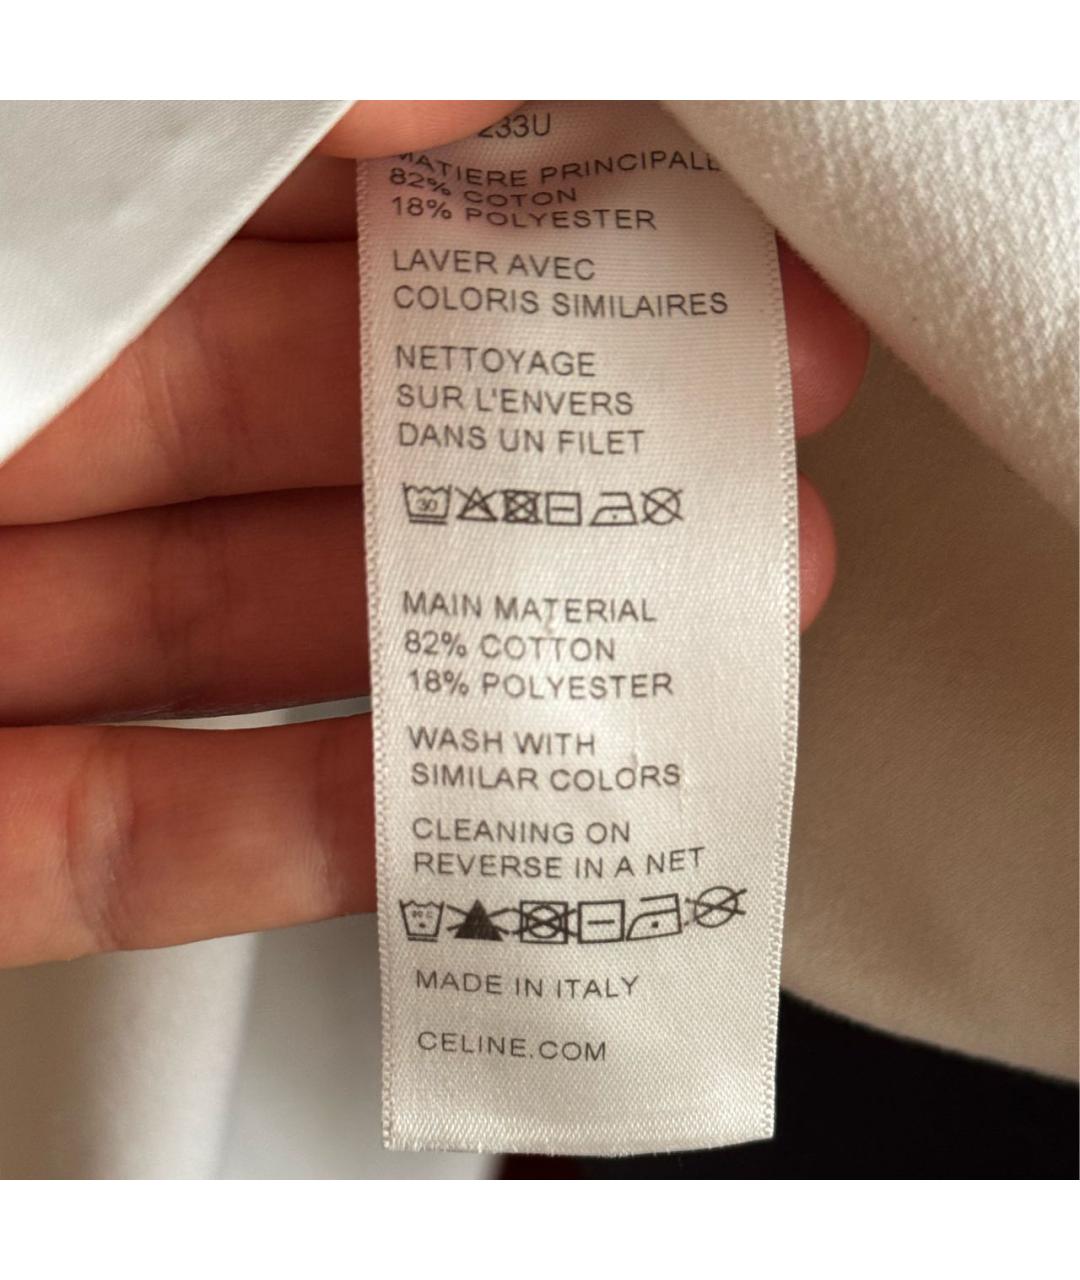 233U
MATIERE PRINCIPALE
82% COTON
18% POLYESTER
LAVER AVEC
COLORIS SIMILAIRES
NETTOYAGE
SUR L'ENVERS
DANS UN FILET
30
MAIN MATERIAL
82% COTTON
18% POLYESTER
WASH WITH
SIMILAR COLORS
CLEANING ON
REVERSE IN A NET
MADE IN ITALY
CELINE.COM